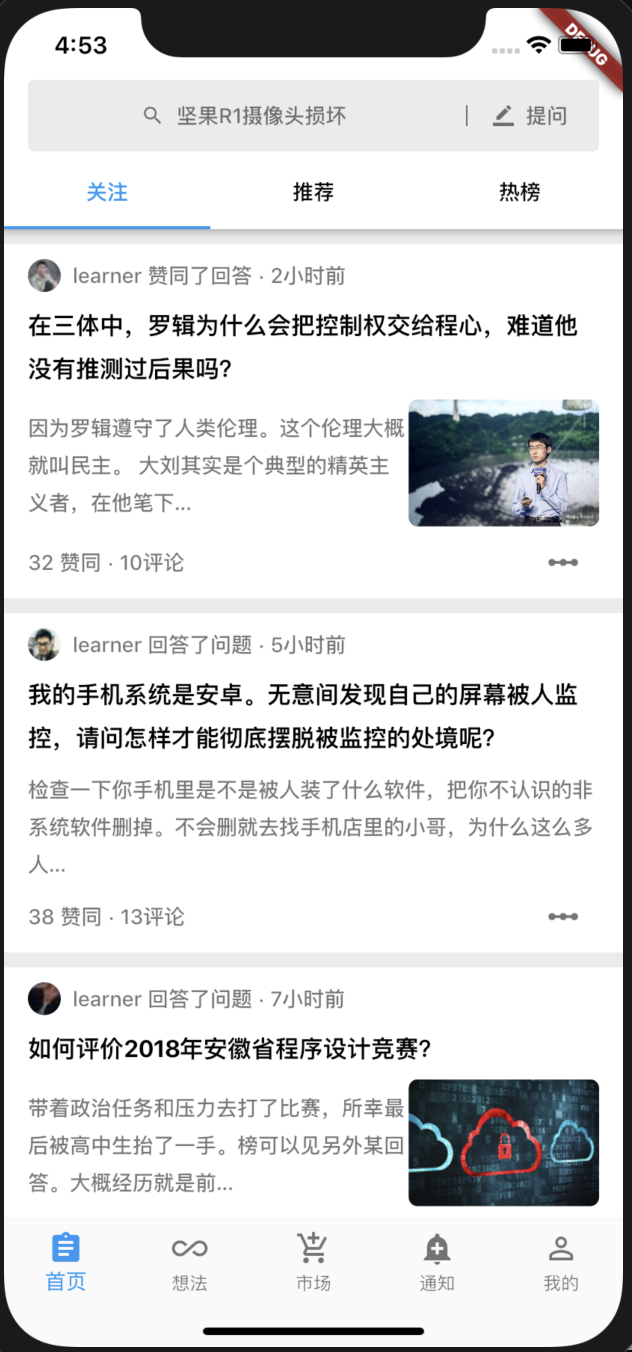 4:53
DEBUG
坚果R1摄像头损坏 | 提问
关注 推荐 热榜
learner 赞同了回答 · 2小时前
在三体中，罗辑为什么会把控制权交给程心，难道他
没有推测过后果吗?
因为罗辑遵守了人类伦理。这个伦理大概
就叫民主。 大刘其实是个典型的精英主
义者，在他笔下...
32 赞同 · 10评论
learner 回答了问题 · 5小时前
我的手机系统是安卓。无意间发现自己的屏幕被人监
控，请问怎样才能彻底摆脱被监控的处境呢?
检查一下你手机里是不是被人装了什么软件，把你不认识的非
系统软件删掉。不会删就去找手机店里的小哥，为什么这么多
人...
38 赞同 · 13评论
learner 回答了问题 · 7小时前
如何评价2018年安徽省程序设计竞赛?
带着政治任务和压力去打了比赛，所幸最
后被高中生抬了一手。榜可以见另外某回
答。大概经历就是前...
首页 想法 市场 通知 我的